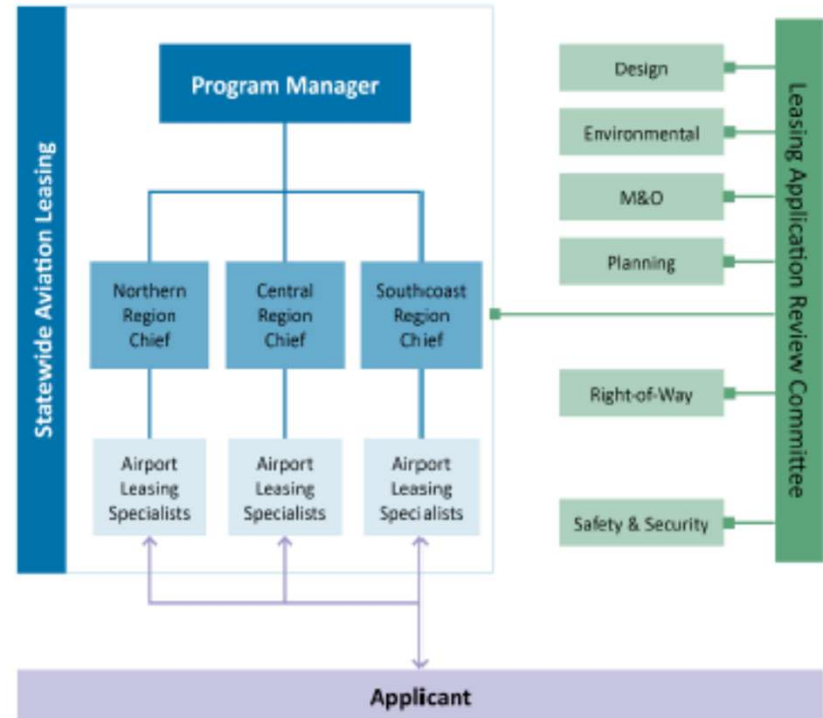 Statewide Aviation Leasing
Program Manager
Northern
Region
Chief
Central
Region
Chief
Southcoast
Region
Chief
Airport
Leasing
Specialists
Airport
Leasing
Specialists
Airport
Leasing
Specialists
Design
Environmental
M&O
Planning
Right-of-Way
Safety & Security
Leasing Application Review Committee
Applicant